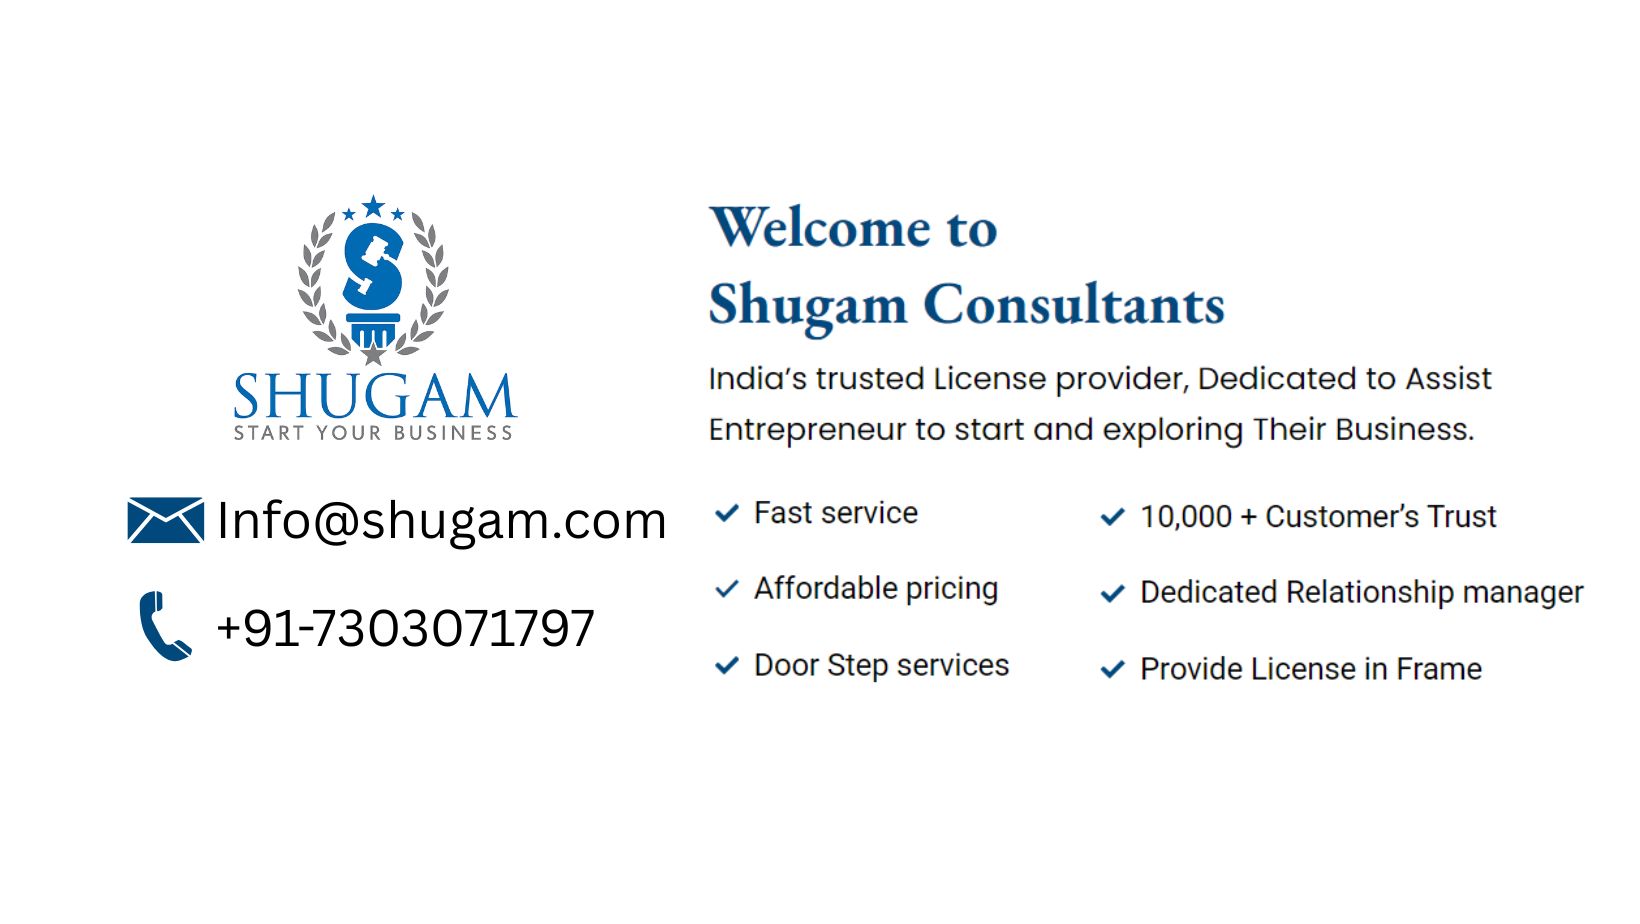 SHUGAM
START YOUR BUSINESS
Info@shugam.com
+91-7303071797
Welcome to
Shugam Consultants
India’s trusted License provider, Dedicated to Assist
Entrepreneur to start and exploring Their Business.
Fast service
Affordable pricing
Door Step services
10,000 + Customer’s Trust
Dedicated Relationship manager
Provide License in Frame